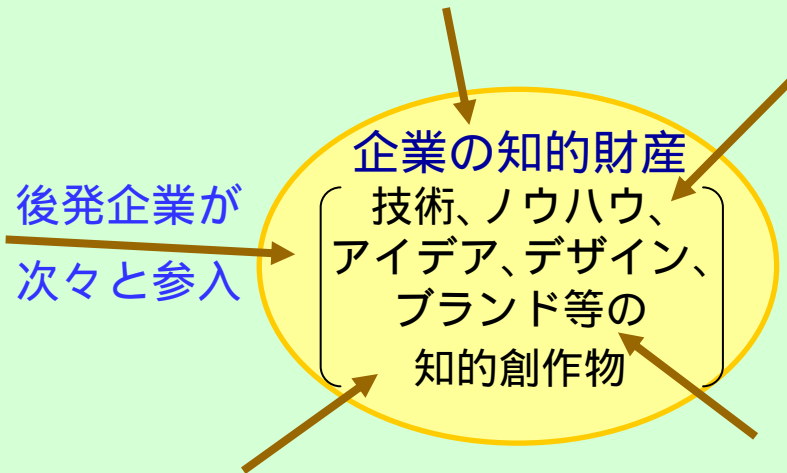 企業の知的財産
技術、ノウハウ、
アイデア、デザイン、
ブランド等の
知的創作物
後発企業が
次々と参入